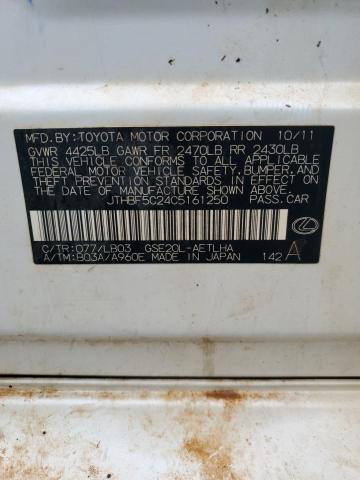 MFD. BY: TOYOTA MOTOR CORPORATION 10/11
GVWR 4425LB GAWR FR 2470LB RR 2430LB
THIS VEHICLE CONFORMS TO ALL APPLICABLE
FEDERAL MOTOR VEHICLE SAFETY, BUMPER, AND
THEFT PREVENTION STANDARDS IN EFFECT ON
THE DATE OF MANUFACTURE SHOWN ABOVE.
JTHBF5C24C5161250 PASS.CAR
C/TR: 077/LB03 GSE20L-AETLHA
A/TM: B03A/A960E MADE IN JAPAN 142 A